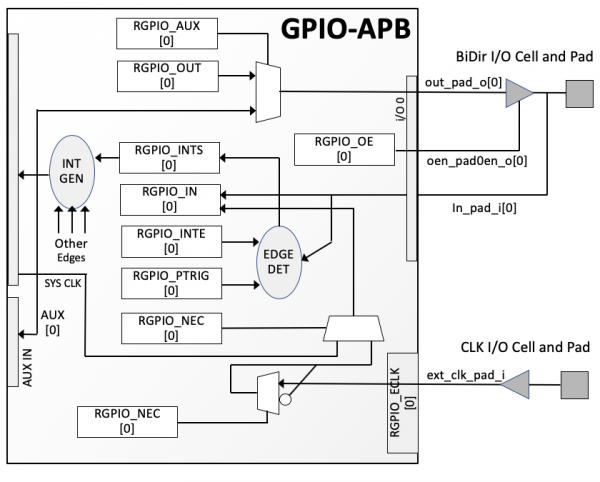 GPIO-APB
RGPIO_AUX
[0]
RGPIO_OUT
[0]
BiDir I/O Cell and Pad
out_pad_o[0]
i/O 0
RGPIO_OE
[0]
oen_pad0en_o[0]
INT
GEN
RGPIO_INTS
[0]
RGPIO_IN
[0]
In_pad_i[0]
Other
Edges
RGPIO_INTE
[0]
EDGE
DET
SYS CLK
RGPIO_PTRIG
[0]
AUX
[0]
RGPIO_NEC
[0]
AUX IN
CLK I/O Cell and Pad
ext_clk_pad_i
RGPIO_ECLK
[0]
RGPIO_NEC
[0]